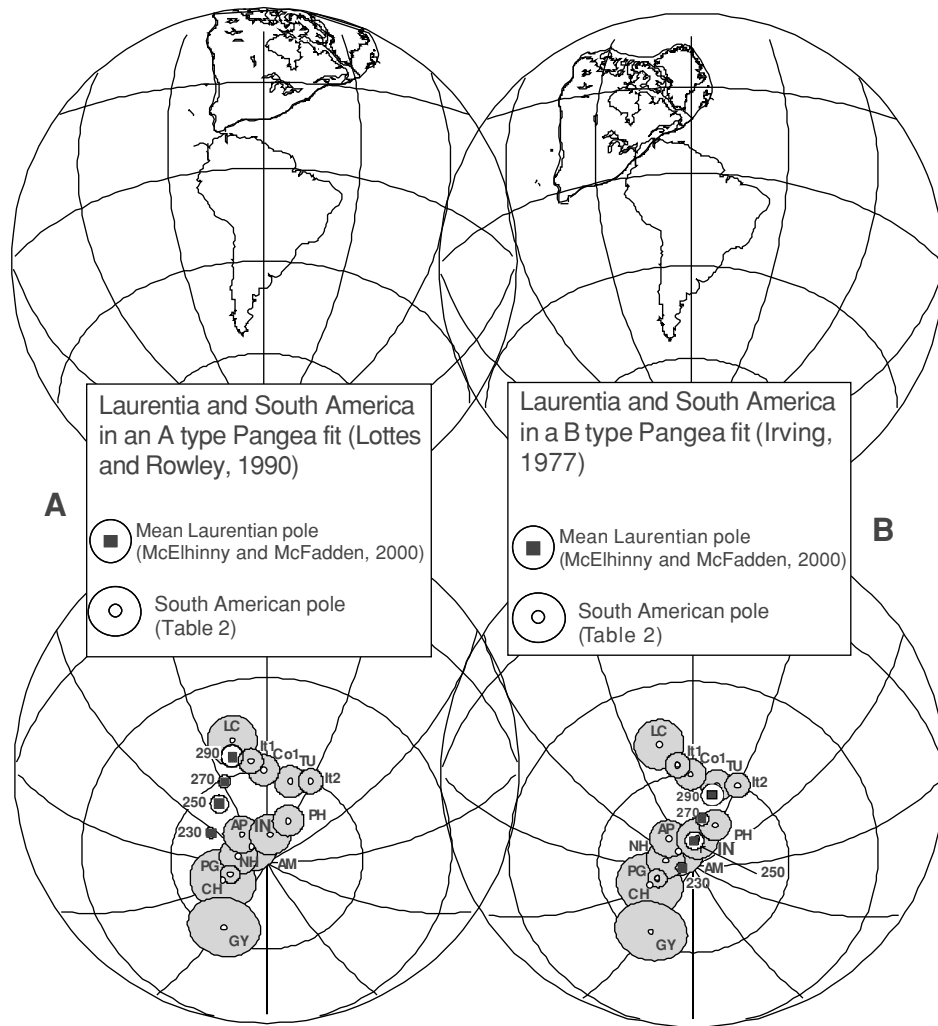 Laurentia and South America
in an A type Pangea fit (Lottes
and Rowley, 1990)
A
Mean Laurentian pole
(McElhinny and McFadden, 2000)
South American pole
(Table 2)
Laurentia and South America
in a B type Pangea fit (Irving,
1977)
B
Mean Laurentian pole
(McElhinny and McFadden, 2000)
South American pole
(Table 2)
LC
290
It1
Co1
TU
270
It2
250
PH
230
AP
IN
NH
AM
PG
CH
GY
LC
It1
Co1
TU
It2
290
270
PH
AP
IN
NH
AM
250
PG
230
CH
GY